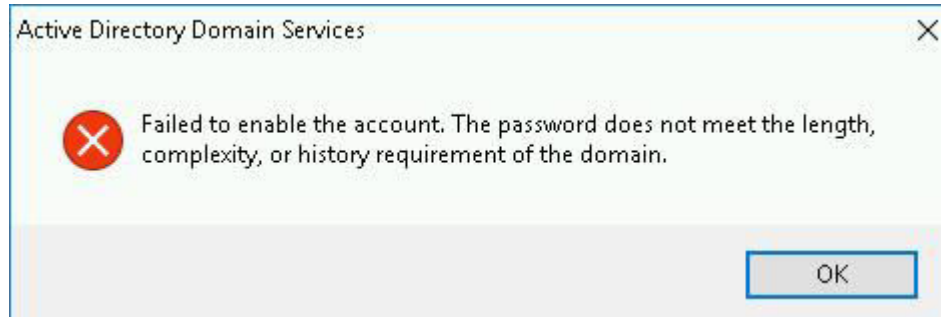 Active Directory Domain Services
Failed to enable the account. The password does not meet the length,
complexity, or history requirement of the domain.
OK